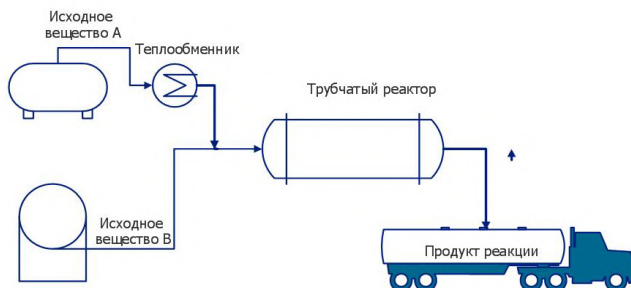 Исходное
вещество А
Теплообменник
Трубчатый реактор
Исходное
вещество В
Продукт реакции